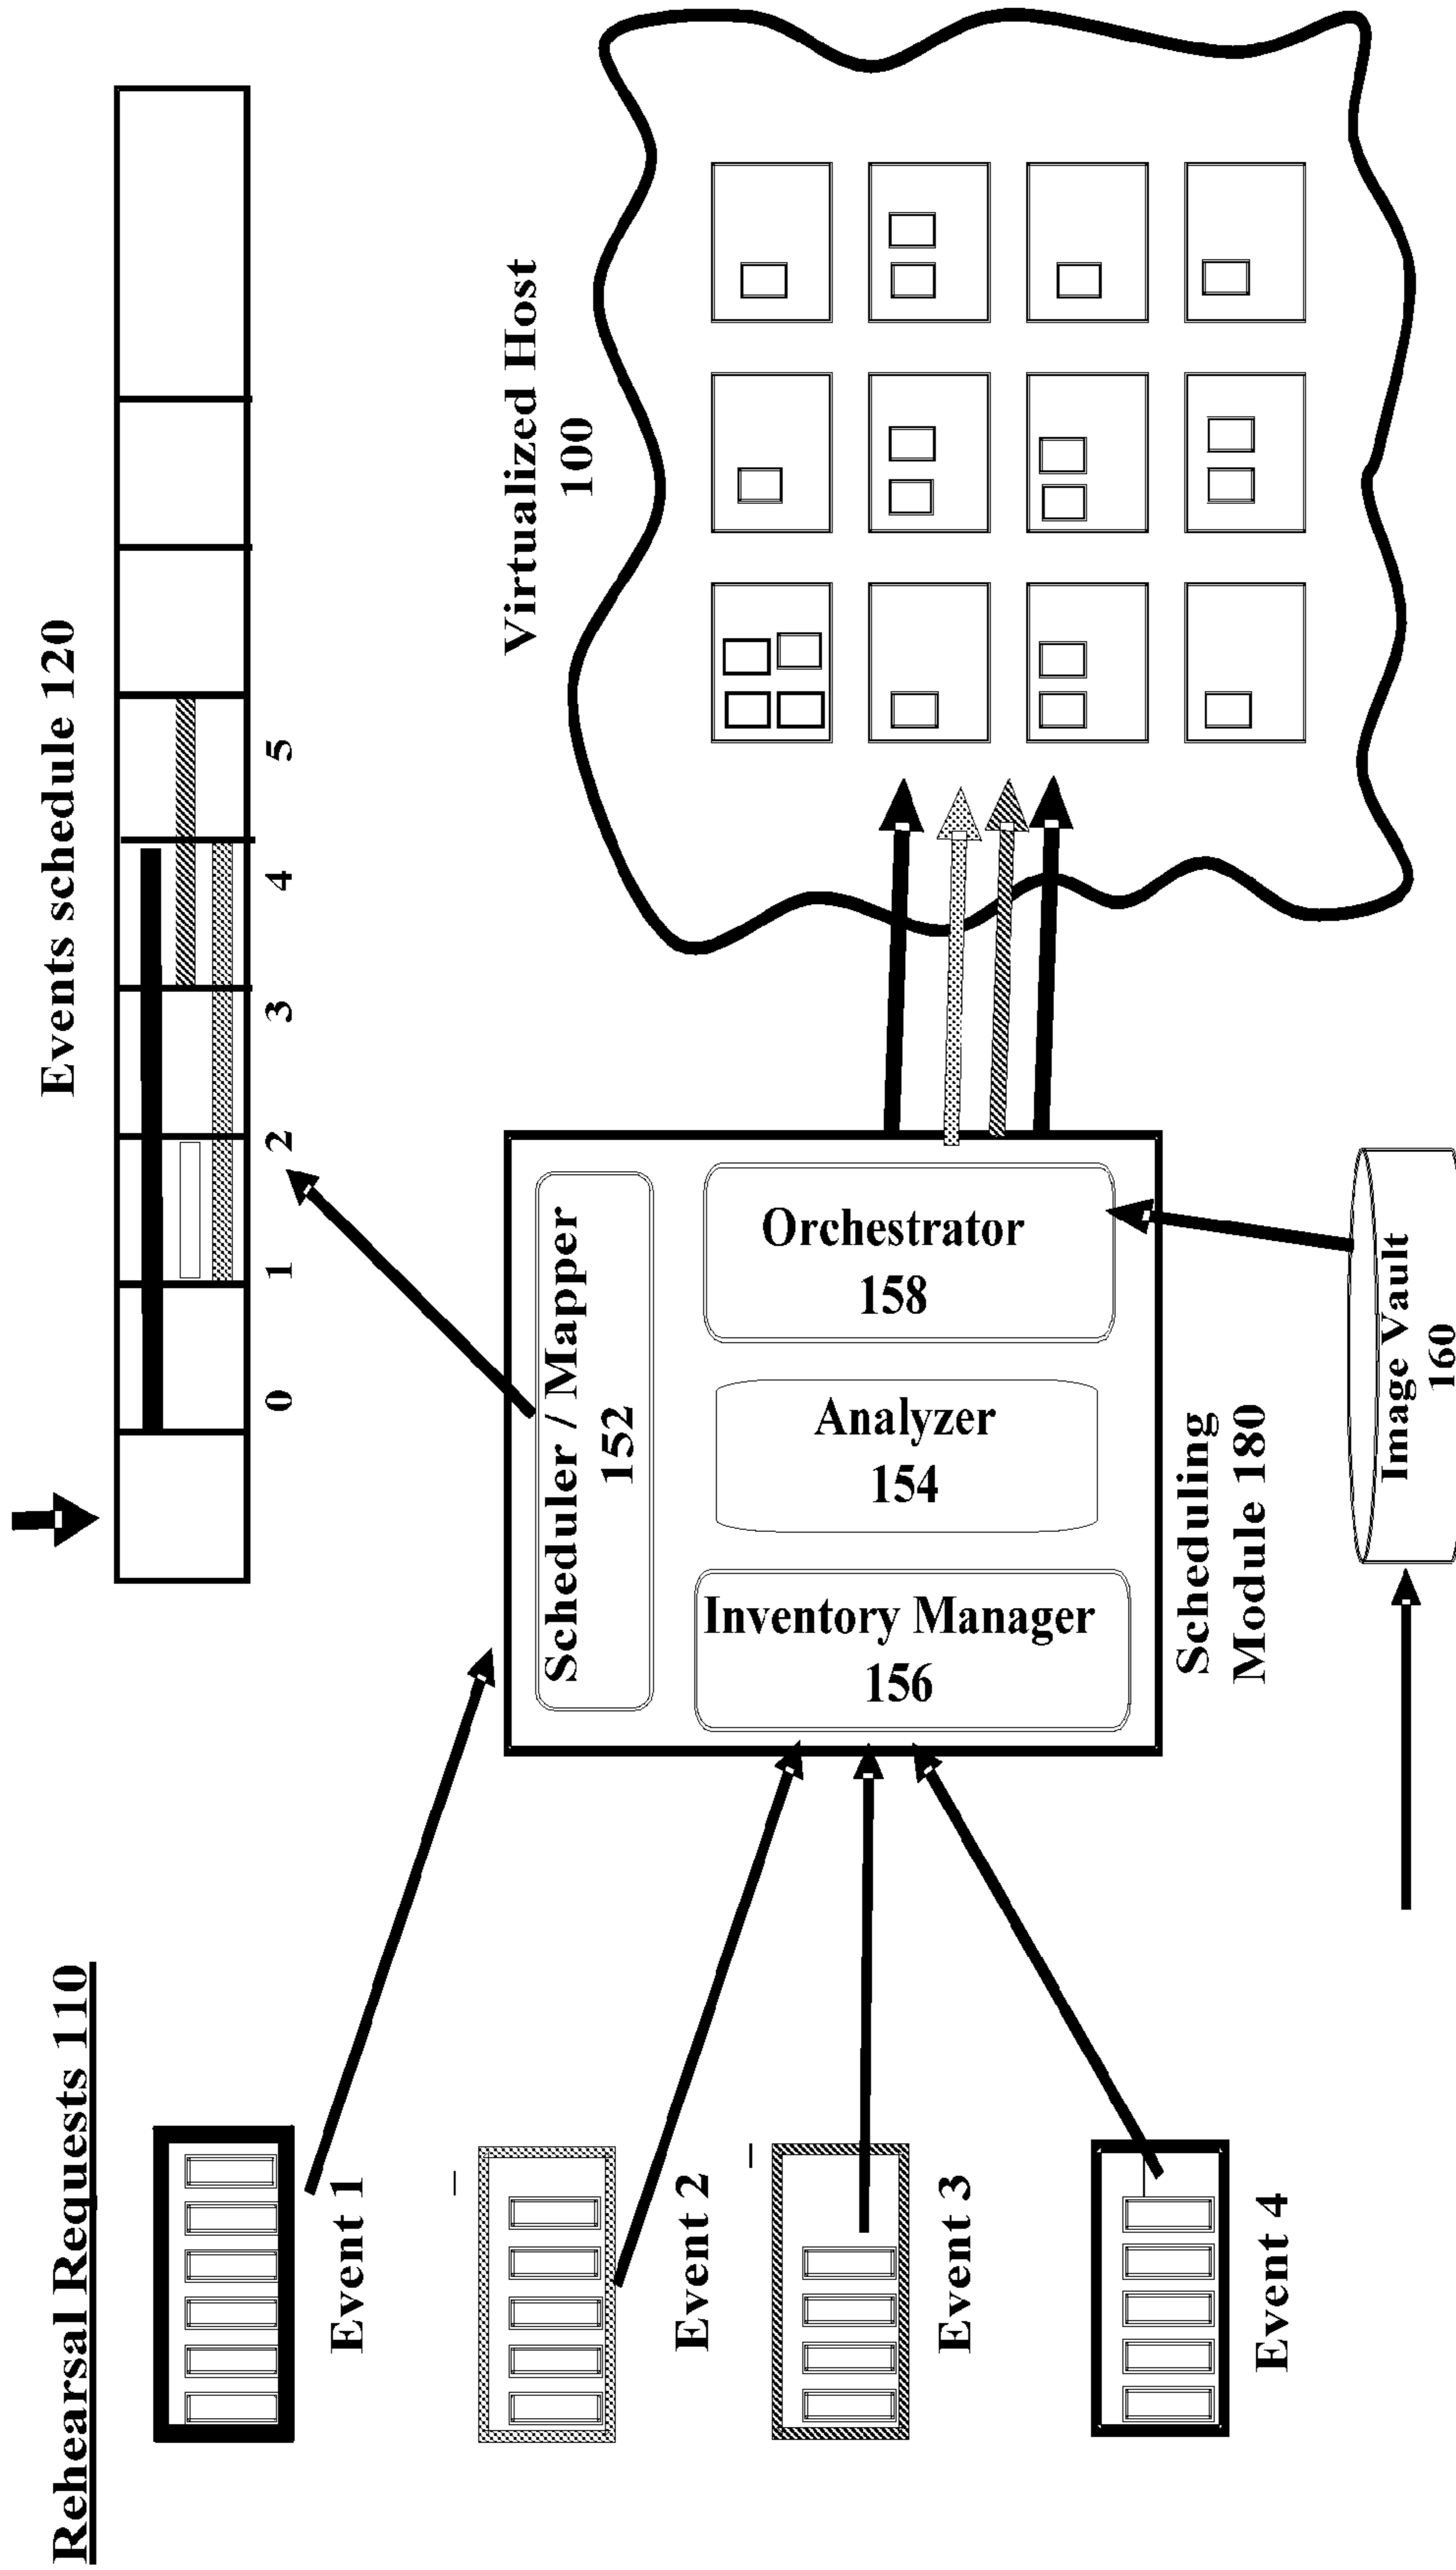 Rehearsal Requests 110
Event 1
Event 2
Event 3
Event 4
Events schedule 120
0 1 2 3 4 5
Scheduler / Mapper
152
Inventory Manager
156
Analyzer
154
Orchestrator
158
Scheduling
Module 180
Virtualized Host
100
Image Vault
160